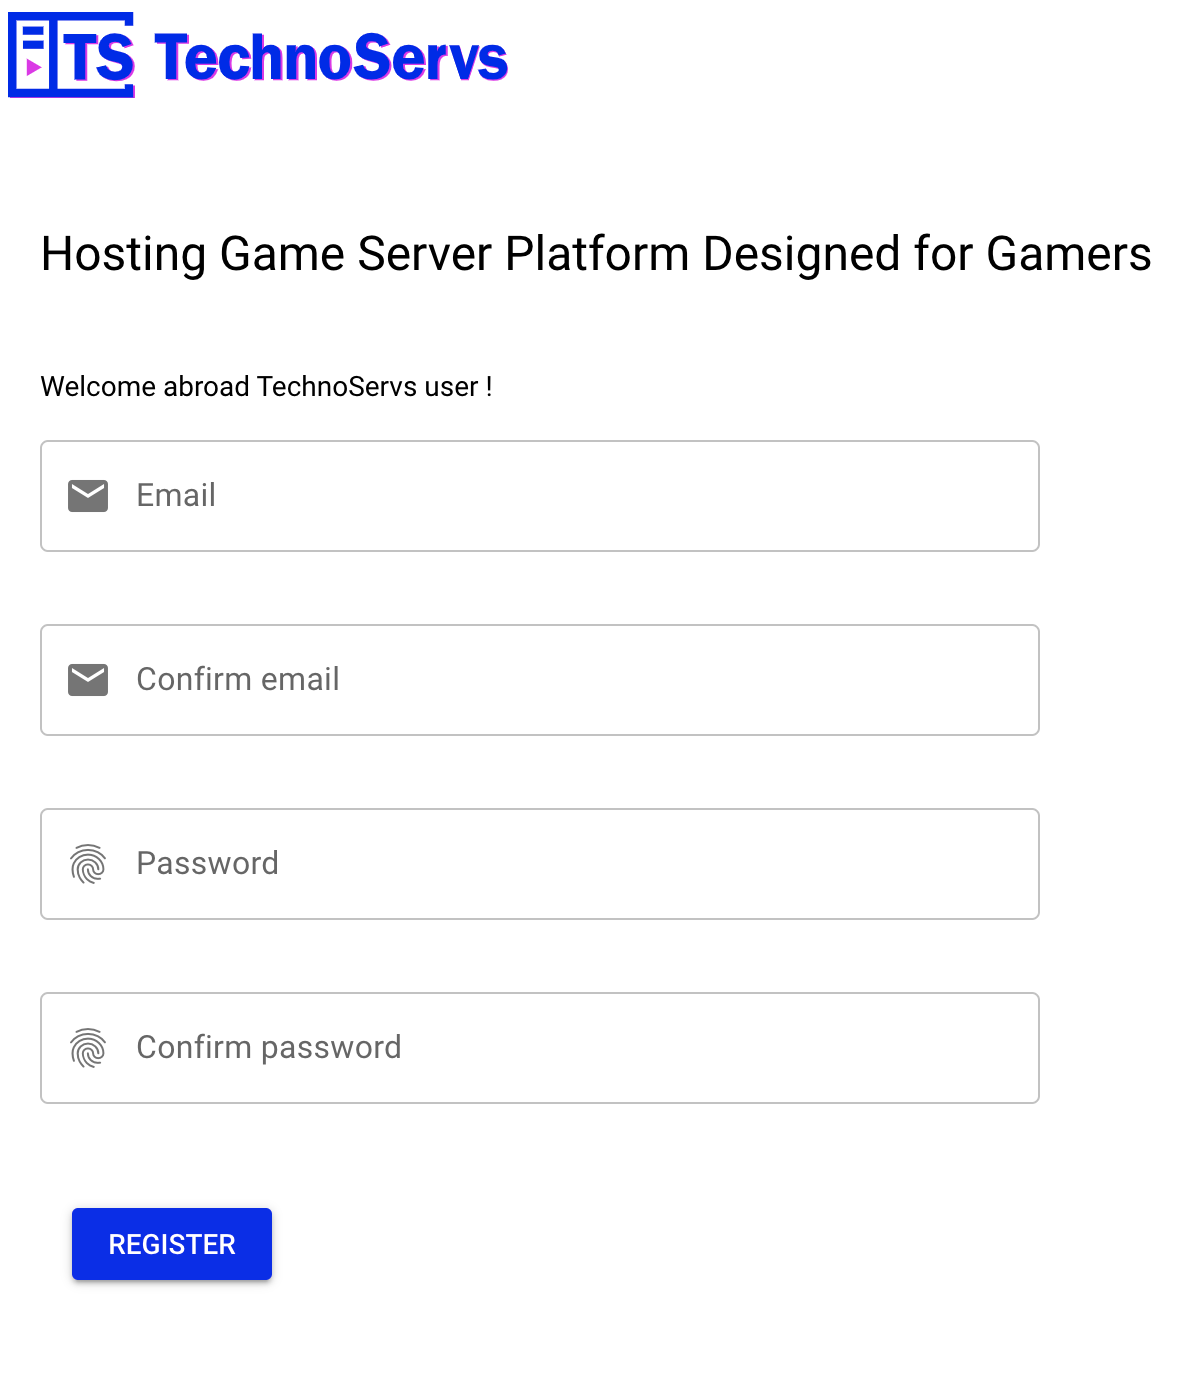 TS TechnoServs
Hosting Game Server Platform Designed for Gamers
Welcome abroad TechnoServs user !
Email
Confirm email
Password
Confirm password
REGISTER